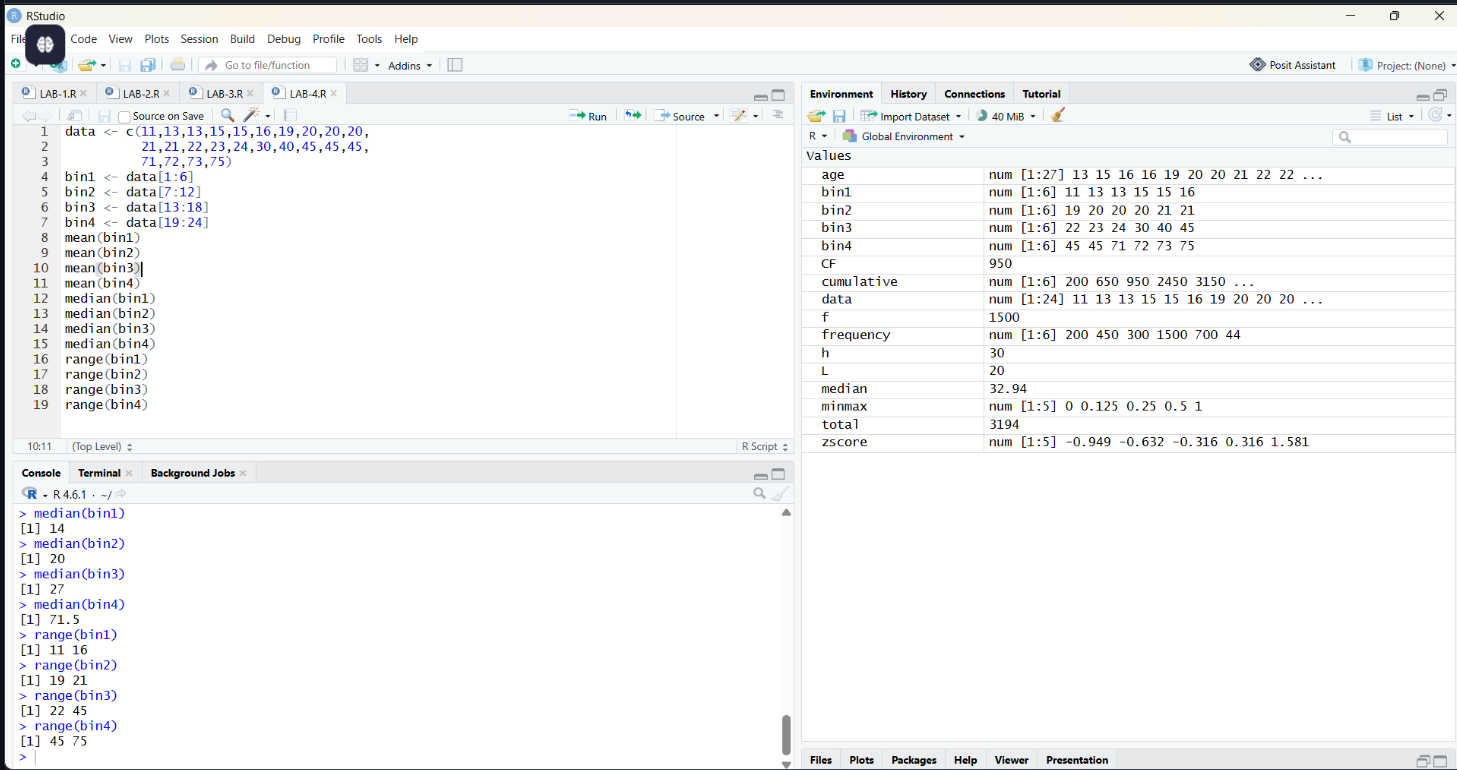 RStudio
File Code View Plots Session Build Debug Profile Tools Help
Go to file/function Addins Posit Assistant Project: (None)
LAB-1.R LAB-2.R LAB-3.R LAB-4.R
Source on Save Run Source
1 data <- c(11,13,13,15,15,16,19,20,20,20,
2 21,21,22,23,24,30,40,45,45,45,
3 71,72,73,75)
4 bin1 <- data[1:6]
5 bin2 <- data[7:12]
6 bin3 <- data[13:18]
7 bin4 <- data[19:24]
8 mean(bin1)
9 mean(bin2)
10 mean(bin3)
11 mean(bin4)
12 median(bin1)
13 median(bin2)
14 median(bin3)
15 median(bin4)
16 range(bin1)
17 range(bin2)
18 range(bin3)
19 range(bin4)
10:11 (Top Level) R Script
Console Terminal Background Jobs
R 4.6.1 · ~/
> median(bin1)
[1] 14
> median(bin2)
[1] 20
> median(bin3)
[1] 27
> median(bin4)
[1] 71.5
> range(bin1)
[1] 11 16
> range(bin2)
[1] 19 21
> range(bin3)
[1] 22 45
> range(bin4)
[1] 45 75
>
Environment History Connections Tutorial
Import Dataset 40 MiB List
R Global Environment
Values
age num [1:27] 13 15 16 16 19 20 20 21 22 22 ...
bin1 num [1:6] 11 13 13 15 15 16
bin2 num [1:6] 19 20 20 20 21 21
bin3 num [1:6] 22 23 24 30 40 45
bin4 num [1:6] 45 45 71 72 73 75
CF 950
cumulative num [1:6] 200 650 950 2450 3150 ...
data num [1:24] 11 13 13 15 15 16 19 20 20 20 ...
f 1500
frequency num [1:6] 200 450 300 1500 700 44
h 30
L 20
median 32.94
minmax num [1:5] 0 0.125 0.25 0.5 1
total 3194
zscore num [1:5] -0.949 -0.632 -0.316 0.316 1.581
Files Plots Packages Help Viewer Presentation